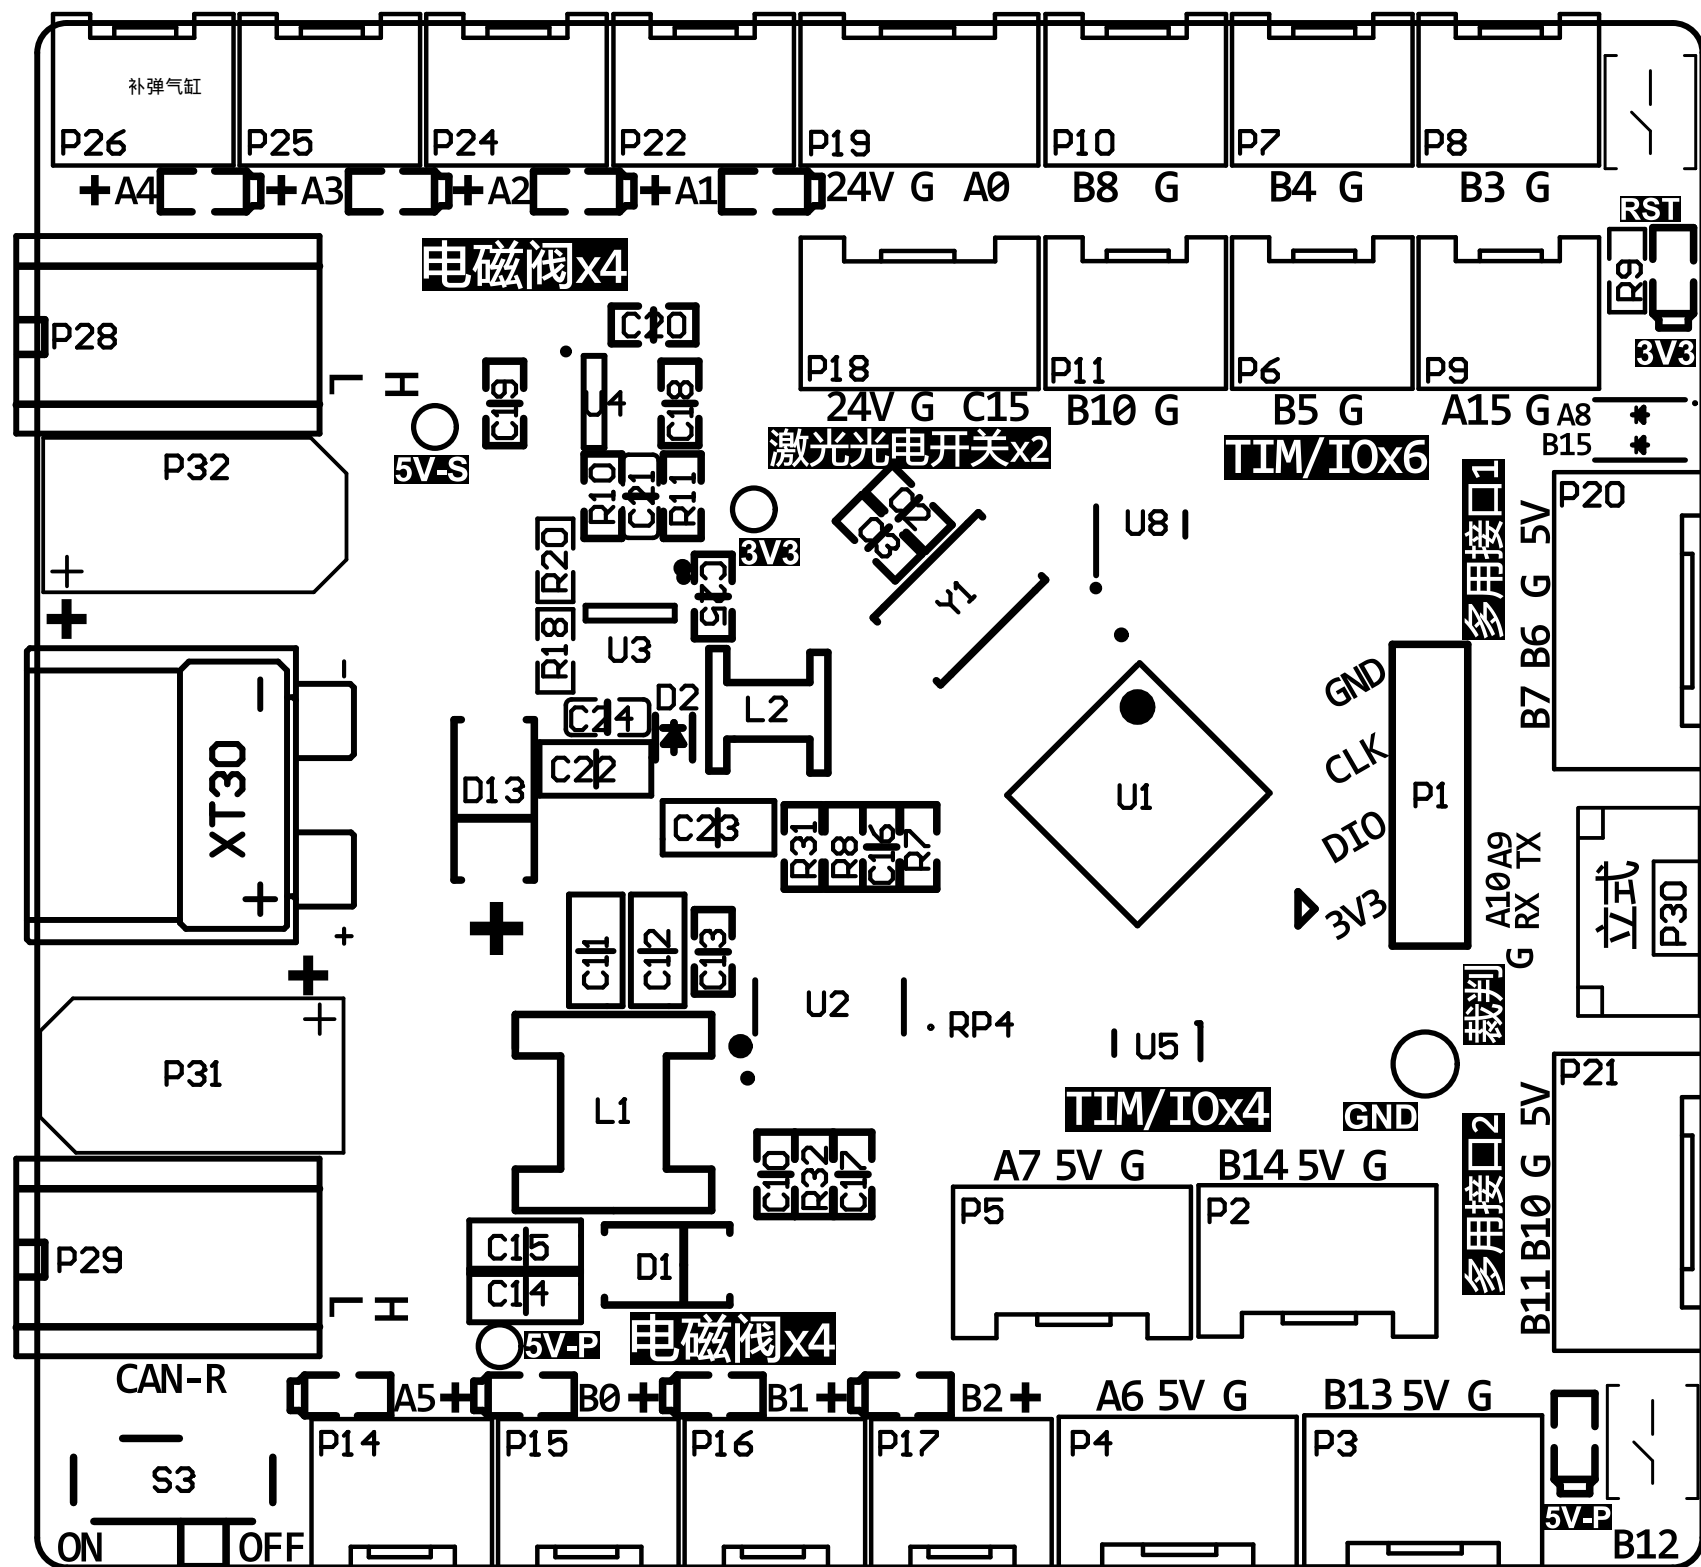 补弹气缸
P26 P25 P24 P22 P19 P10 P7 P8
+ A4 + A3 + A2 + A1 24V G A0 B8 G B4 G B3 G
RST
电磁阀x4
R9
P28
L H
C20
3V3
C19 U4 C18
P18 P11 P6 P9
24V G C15 B10 G B5 G A15 G A8
B15
激光光电开关x2 TIM/IOx6
5V-S
P32
R10 C21 R11
3V3
C2
C3
U8
多用接口1
P20
B7 B6 G 5V
+
+
R20
C25
Y1
R18
U3
C24 D2
L2
GND
CLK
DIO
3V3
P1
U1
XT30
- +
-
+
D13
C22
C23
R31 R8 C16 R7
A10 A9
G RX TX
立式
P30
+
C11 C12 C13
裁判
+
+
U2
RP4
U5
P31
L1
TIM/IOx4
GND
P21
多用接口2
B11 B10 G 5V
C10 R32 C17
A7 5V G B14 5V G
P5 P2
P29
L H
C15
C14
D1
5V-P
电磁阀x4
CAN-R
A5 + B0 + B1 + B2 + A6 5V G B13 5V G
P14 P15 P16 P17 P4 P3
S3
5V-P
ON OFF
B12